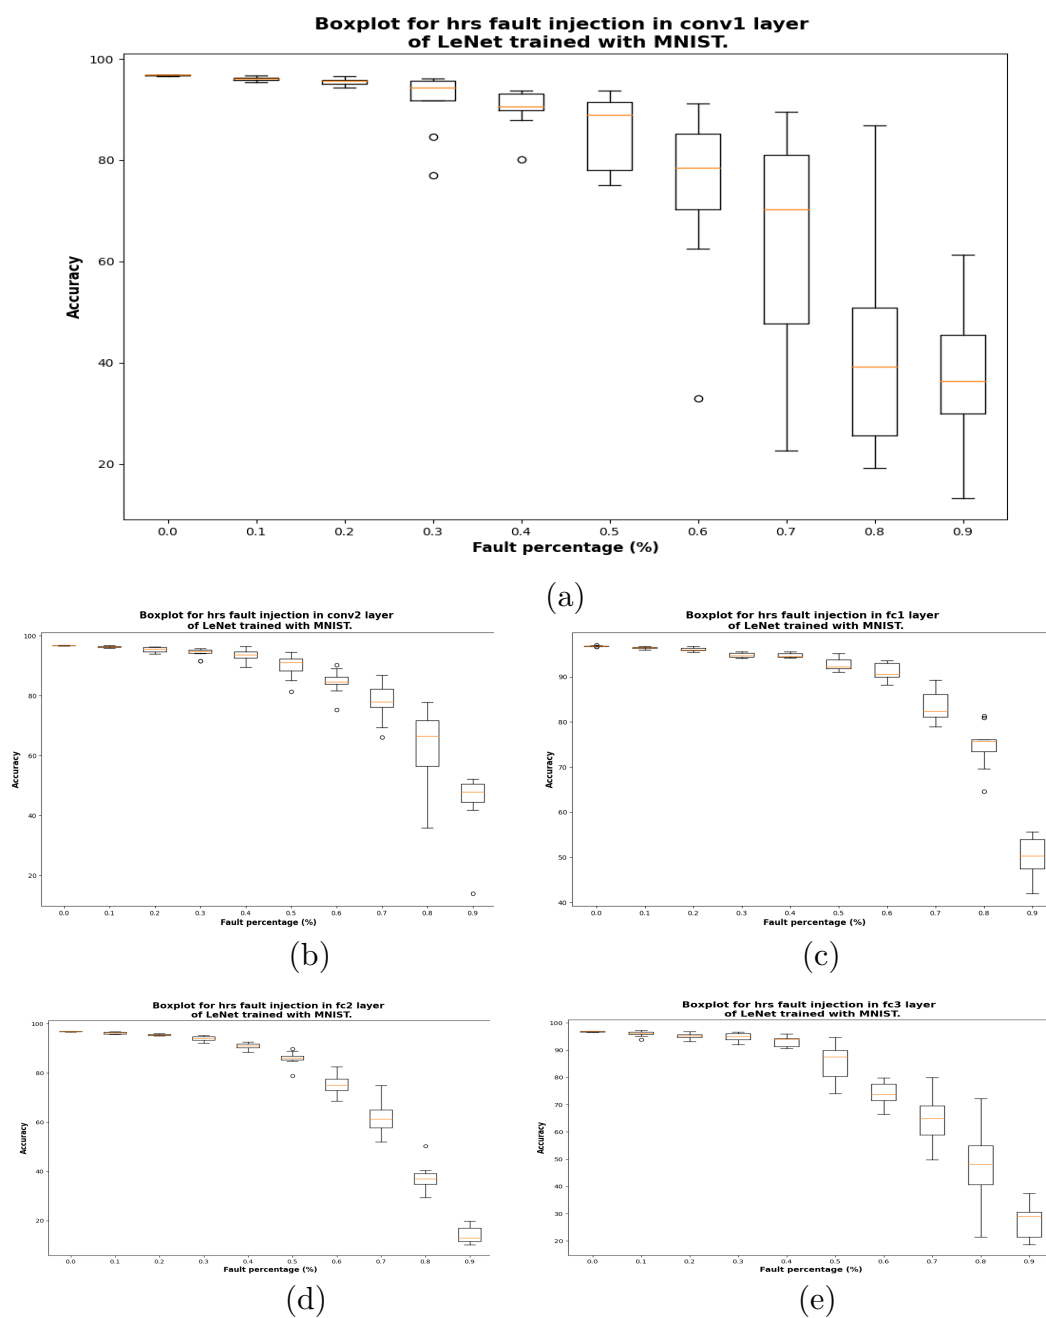 Boxplot for hrs fault injection in conv1 layer
of LeNet trained with MNIST.
100
80
60
40
20
Accuracy
0.0 0.1 0.2 0.3 0.4 0.5 0.6 0.7 0.8 0.9
Fault percentage (%)
(a)
Boxplot for hrs fault injection in conv2 layer
of LeNet trained with MNIST.
100
80
60
40
20
Accuracy
0.0 0.1 0.2 0.3 0.4 0.5 0.6 0.7 0.8 0.9
Fault percentage (%)
(b)
Boxplot for hrs fault injection in fc1 layer
of LeNet trained with MNIST.
90
80
70
60
50
40
Accuracy
0.0 0.1 0.2 0.3 0.4 0.5 0.6 0.7 0.8 0.9
Fault percentage (%)
(c)
Boxplot for hrs fault injection in fc2 layer
of LeNet trained with MNIST.
100
80
60
40
20
Accuracy
0.0 0.1 0.2 0.3 0.4 0.5 0.6 0.7 0.8 0.9
Fault percentage (%)
(d)
Boxplot for hrs fault injection in fc3 layer
of LeNet trained with MNIST.
100
90
80
70
60
50
40
30
20
Accuracy
0.0 0.1 0.2 0.3 0.4 0.5 0.6 0.7 0.8 0.9
Fault percentage (%)
(e)